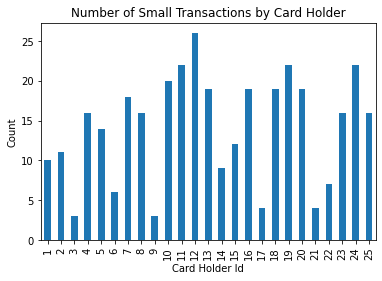 Number of Small Transactions by Card Holder
Count
25
20
15
10
5
0
1 2 3 4 5 6 7 8 9 10 11 12 13 14 15 16 17 18 19 20 21 22 23 24 25
Card Holder Id